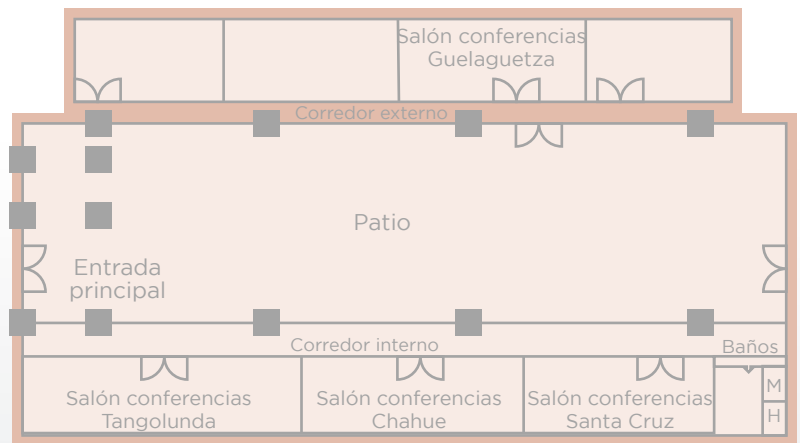 Salón conferencias
Guelaguetza
Corredor externo
Patio
Entrada
principal
Corredor interno
Baños
Salón conferencias
Tangolunda
Salón conferencias
Chahue
Salón conferencias
Santa Cruz
M
H